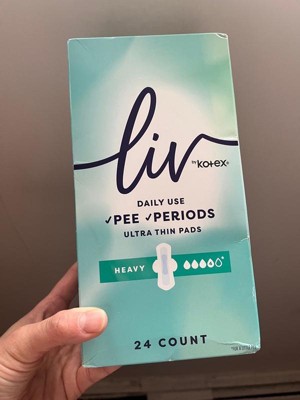 liv
by kotex®
DAILY USE
✓PEE ✓PERIODS
ULTRA THIN PADS
HEAVY
24 COUNT